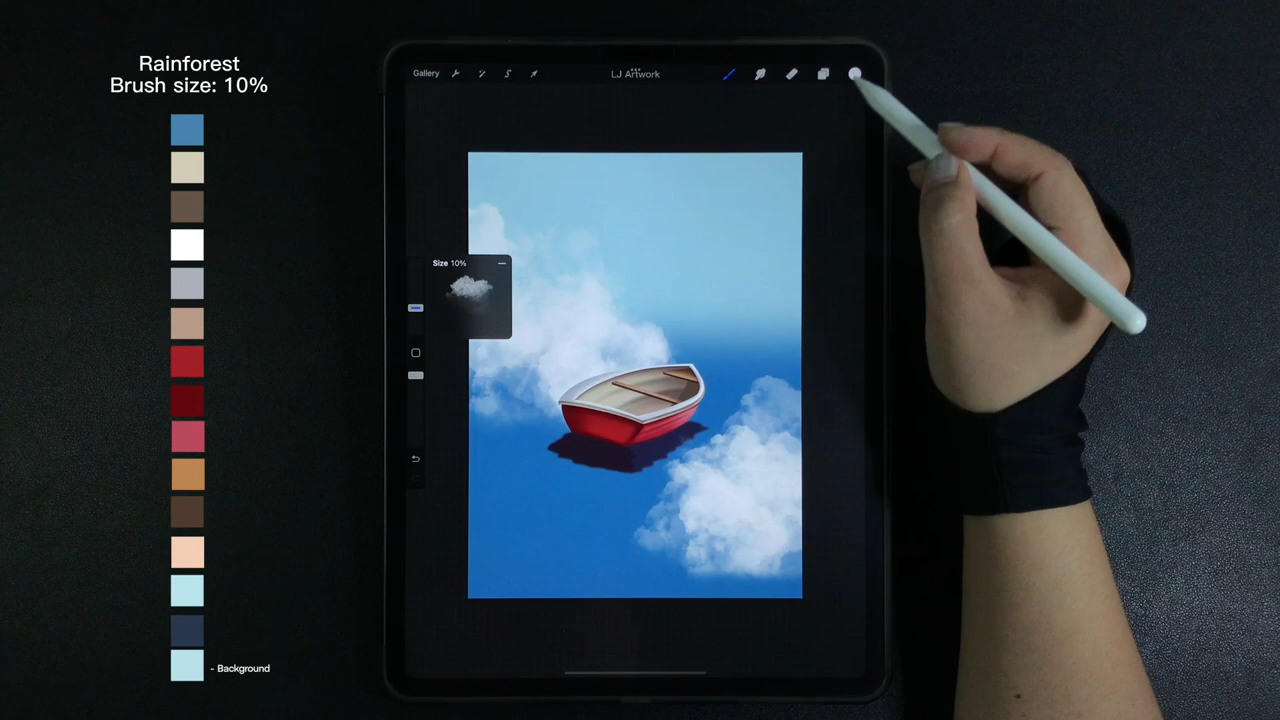 Rainforest
Brush size: 10%
Gallery
LJ Artwork
Size 10%
- Background